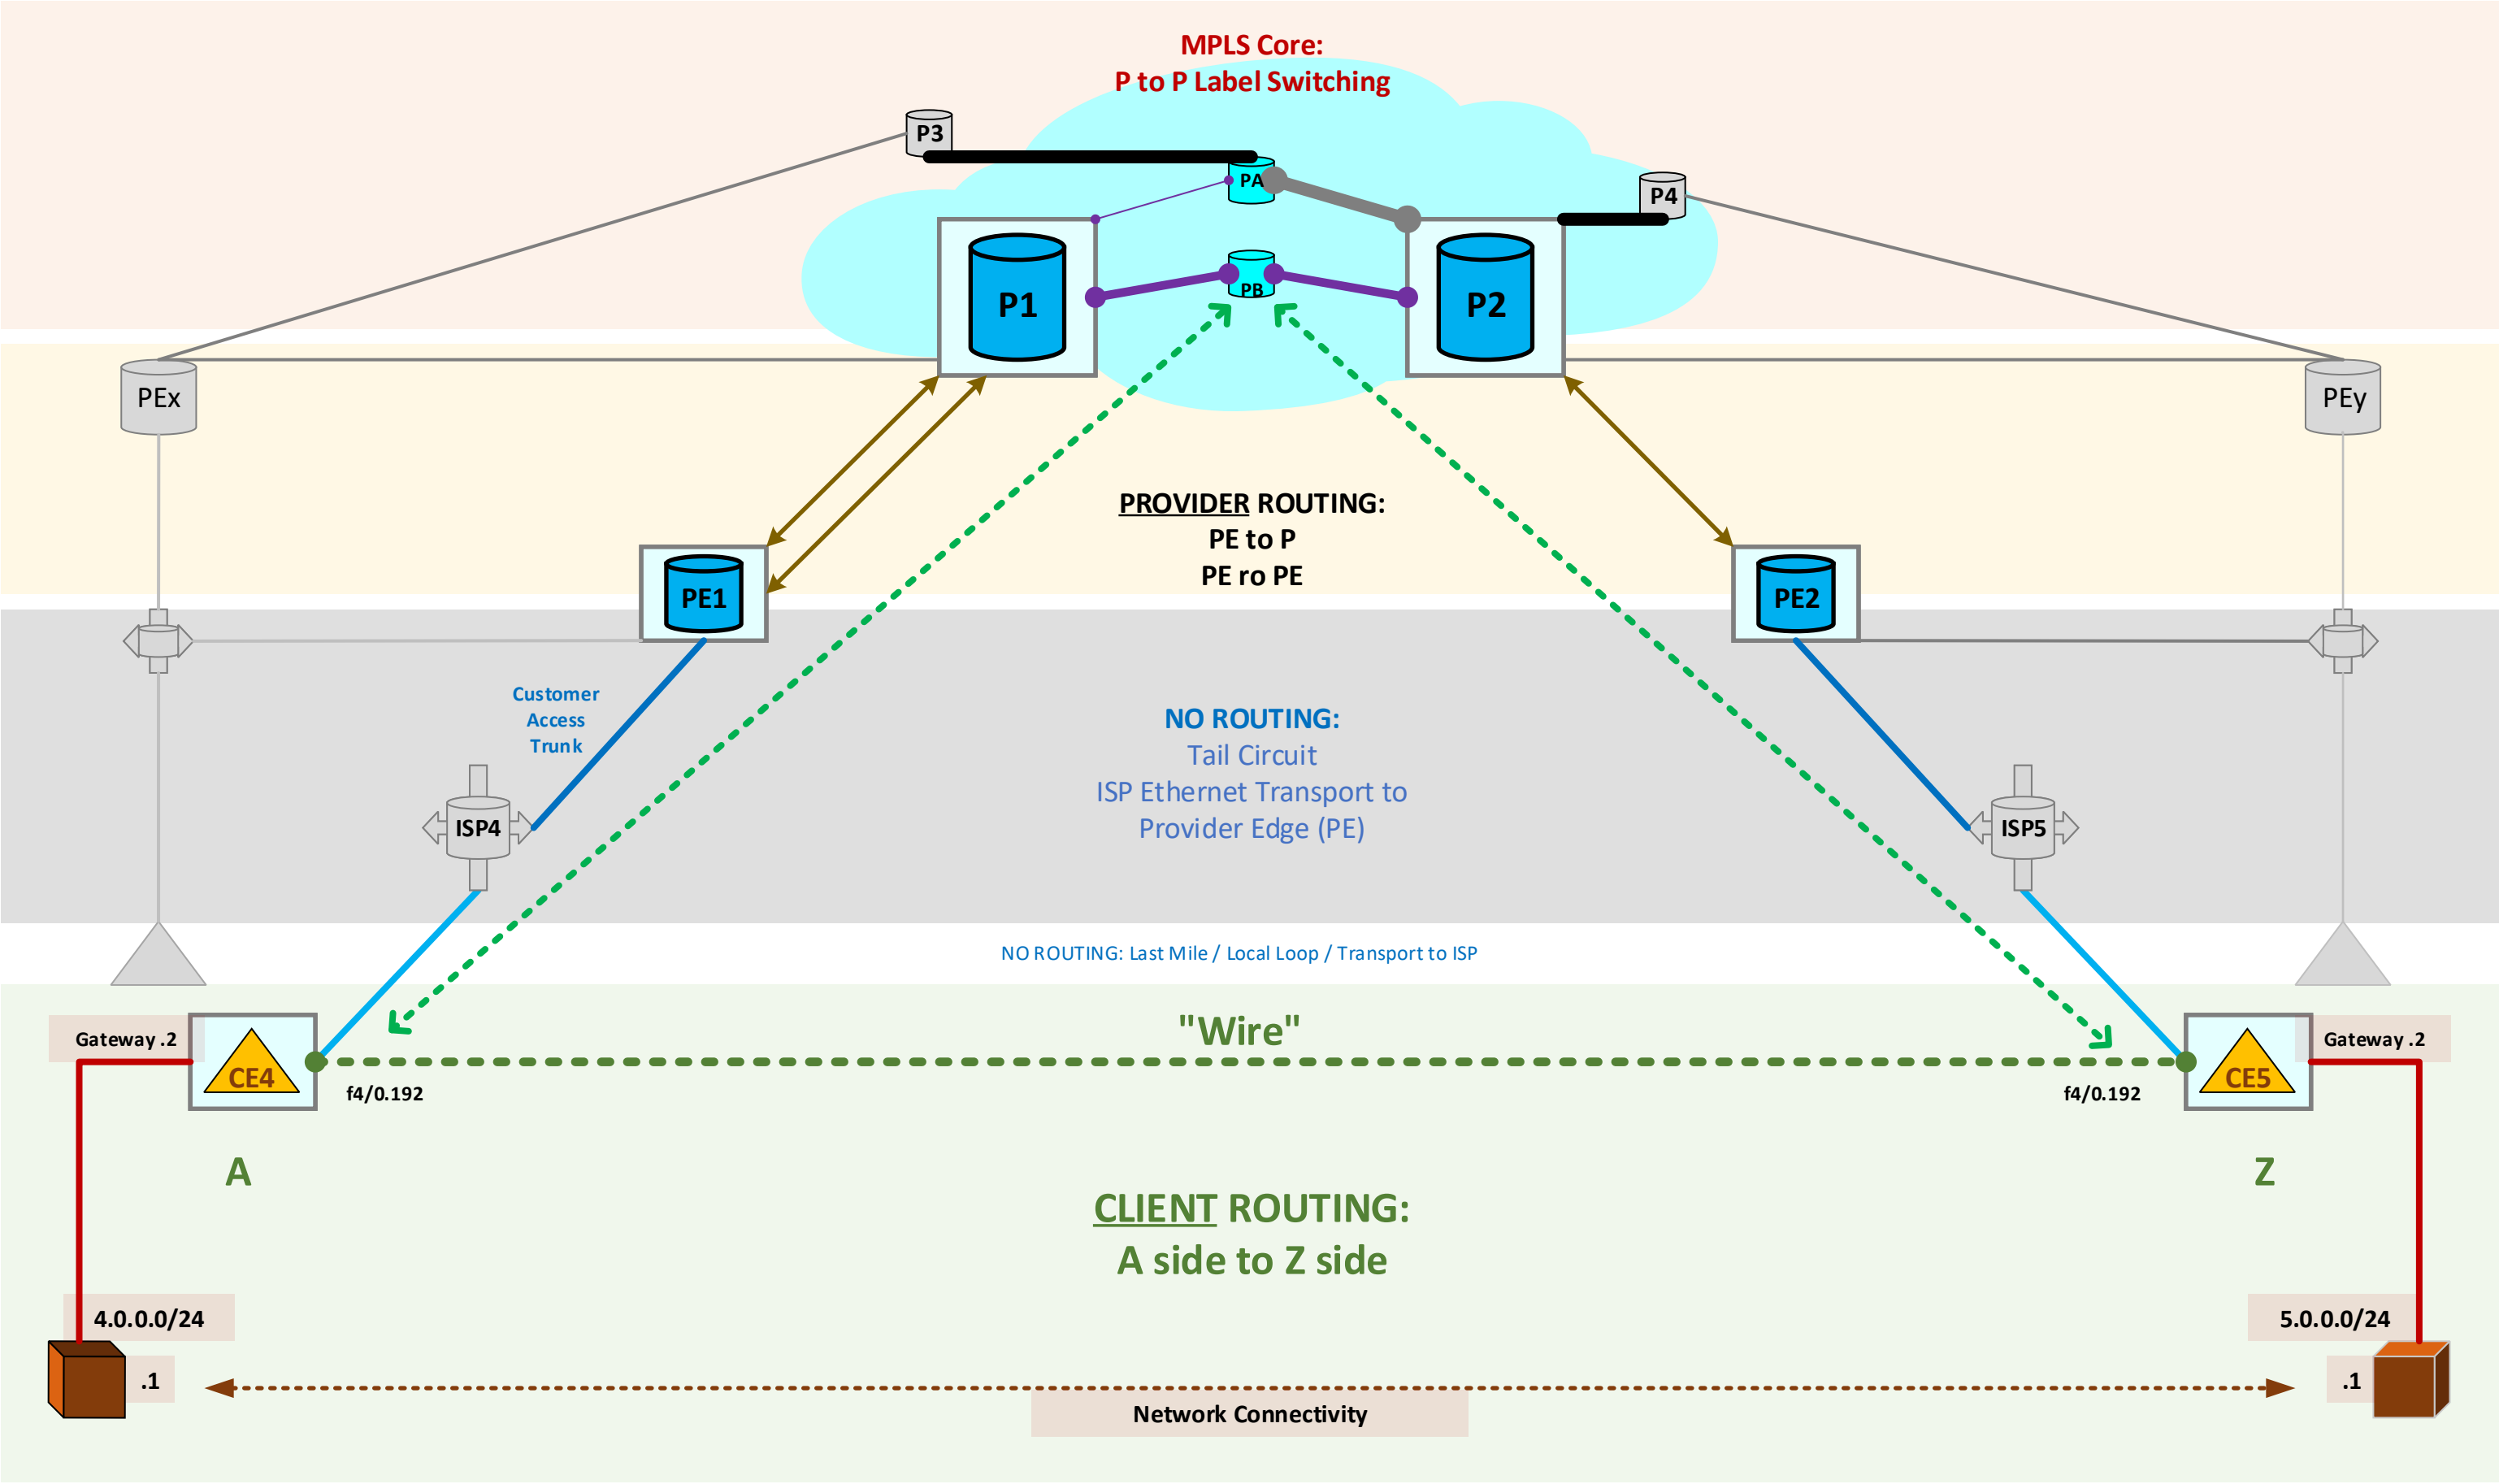 MPLS Core:
P to P Label Switching
P3
PA
P4
P1
PB
P2
PEx
PEy
PROVIDER ROUTING:
PE to P
PE ro PE
PE1
PE2
Customer
Access
Trunk
NO ROUTING:
Tail Circuit
ISP Ethernet Transport to
Provider Edge (PE)
ISP4
ISP5
NO ROUTING: Last Mile / Local Loop / Transport to ISP
Gateway .2
CE4
"Wire"
Gateway .2
CE5
f4/0.192
f4/0.192
A
Z
CLIENT ROUTING:
A side to Z side
4.0.0.0/24
5.0.0.0/24
.1
.1
Network Connectivity